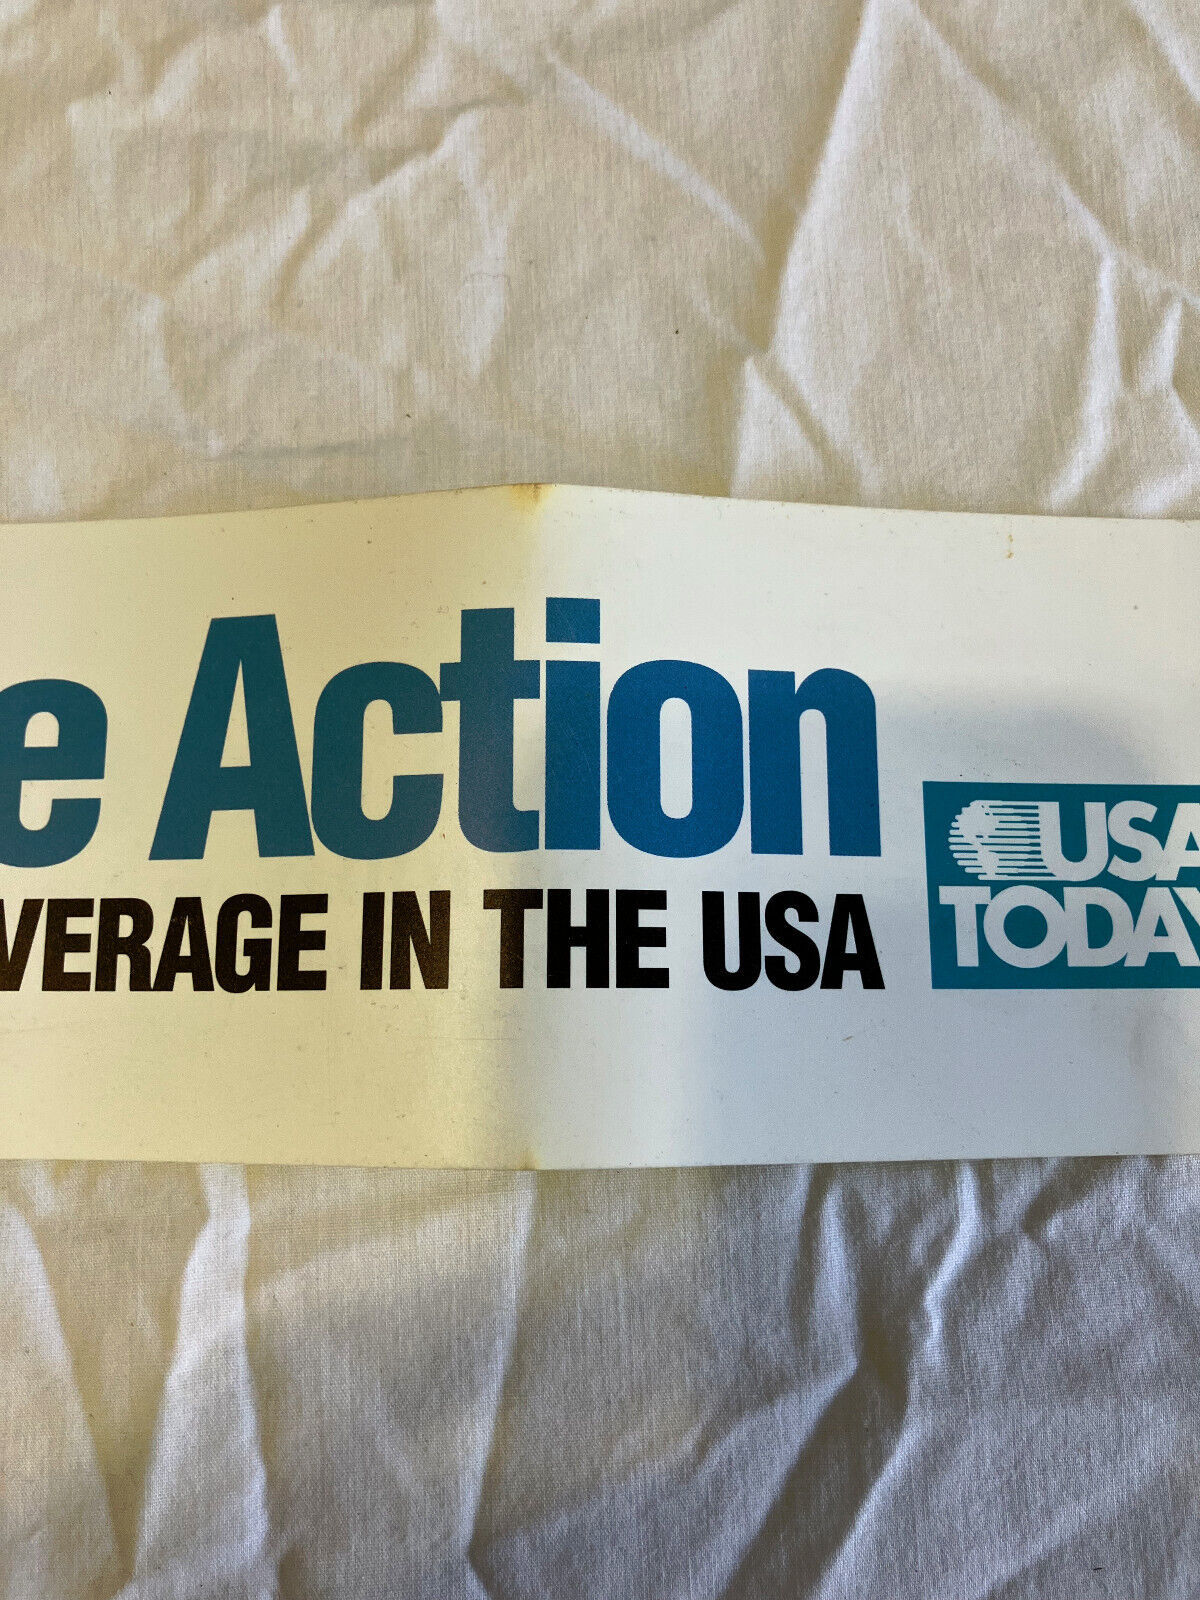 e Action
VERAGE IN THE USA
USA
TODAY